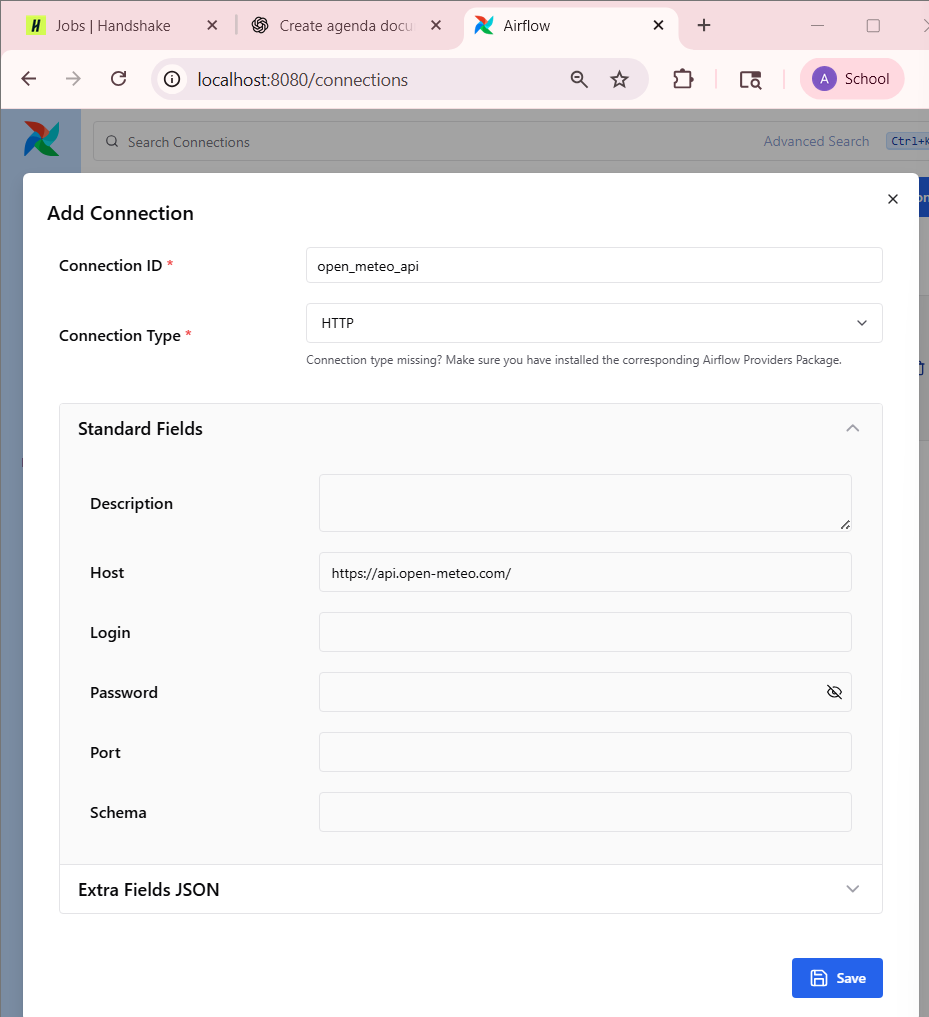 Jobs | Handshake
Create agenda docu
Airflow
localhost:8080/connections
A School
Search Connections Advanced Search Ctrl+K
Add Connection
Connection ID *
open_meteo_api
Connection Type *
HTTP
Connection type missing? Make sure you have installed the corresponding Airflow Providers Package.
Standard Fields
Description
Host
https://api.open-meteo.com/
Login
Password
Port
Schema
Extra Fields JSON
Save